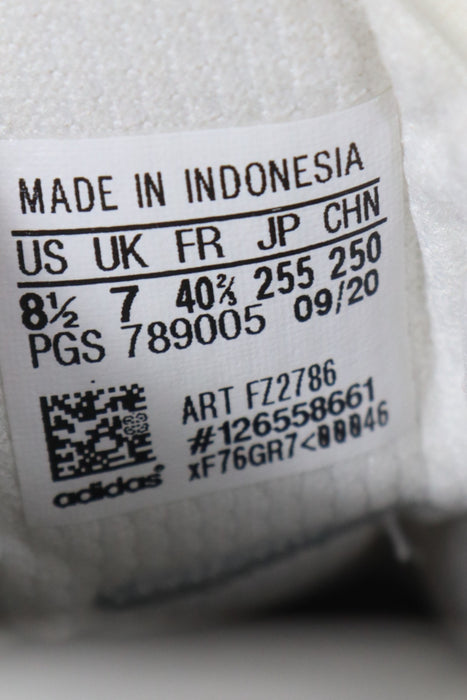 MADE IN INDONESIA
US UK FR JP CHN
8½ 7 40⅔ 255 250
PGS 789005 09/20
ART FZ2786
#126558661
xF76GR7<00046
adidas